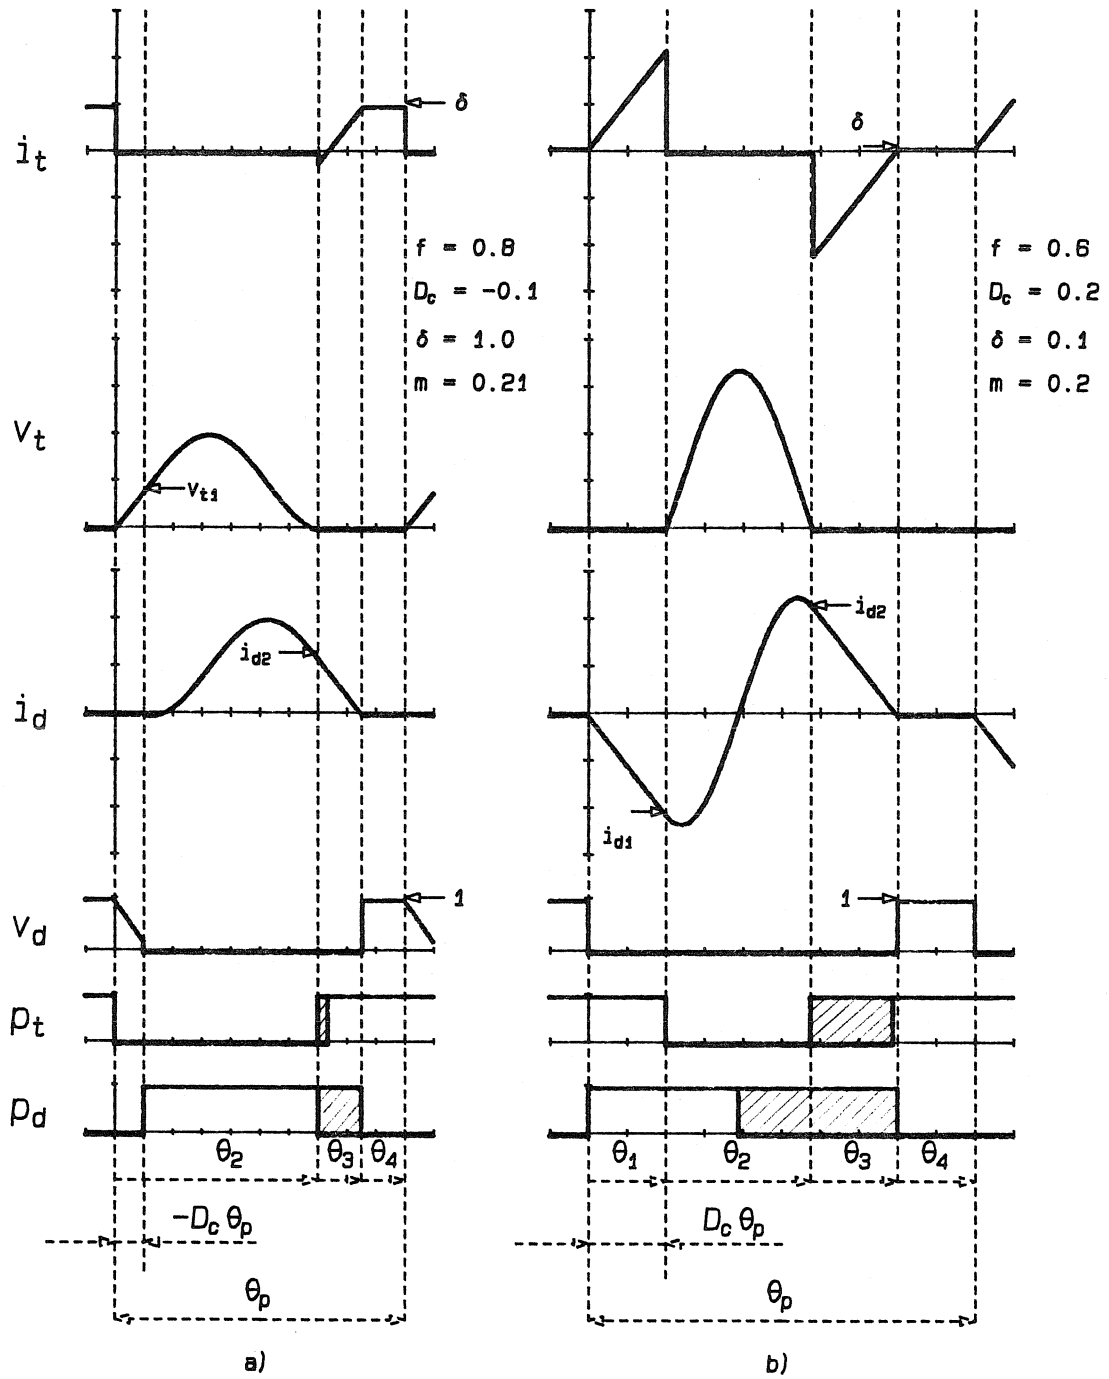 δ
δ
i_t
f = 0.8
D_c = -0.1
δ = 1.0
m = 0.21
f = 0.6
D_c = 0.2
δ = 0.1
m = 0.2
v_t
v_t1
i_d2
i_d2
i_d
i_d1
1
1
v_d
p_t
p_d
θ_2 θ_3 θ_4
θ_1 θ_2 θ_3 θ_4
-D_c θ_p
D_c θ_p
θ_p
θ_p
a)
b)